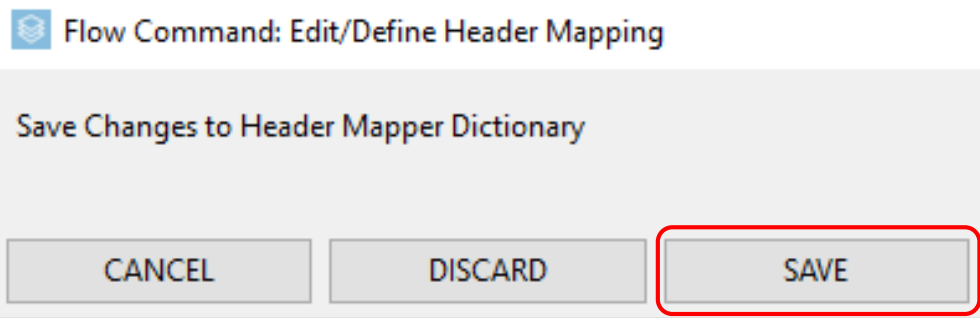 Flow Command: Edit/Define Header Mapping
Save Changes to Header Mapper Dictionary
CANCEL DISCARD SAVE